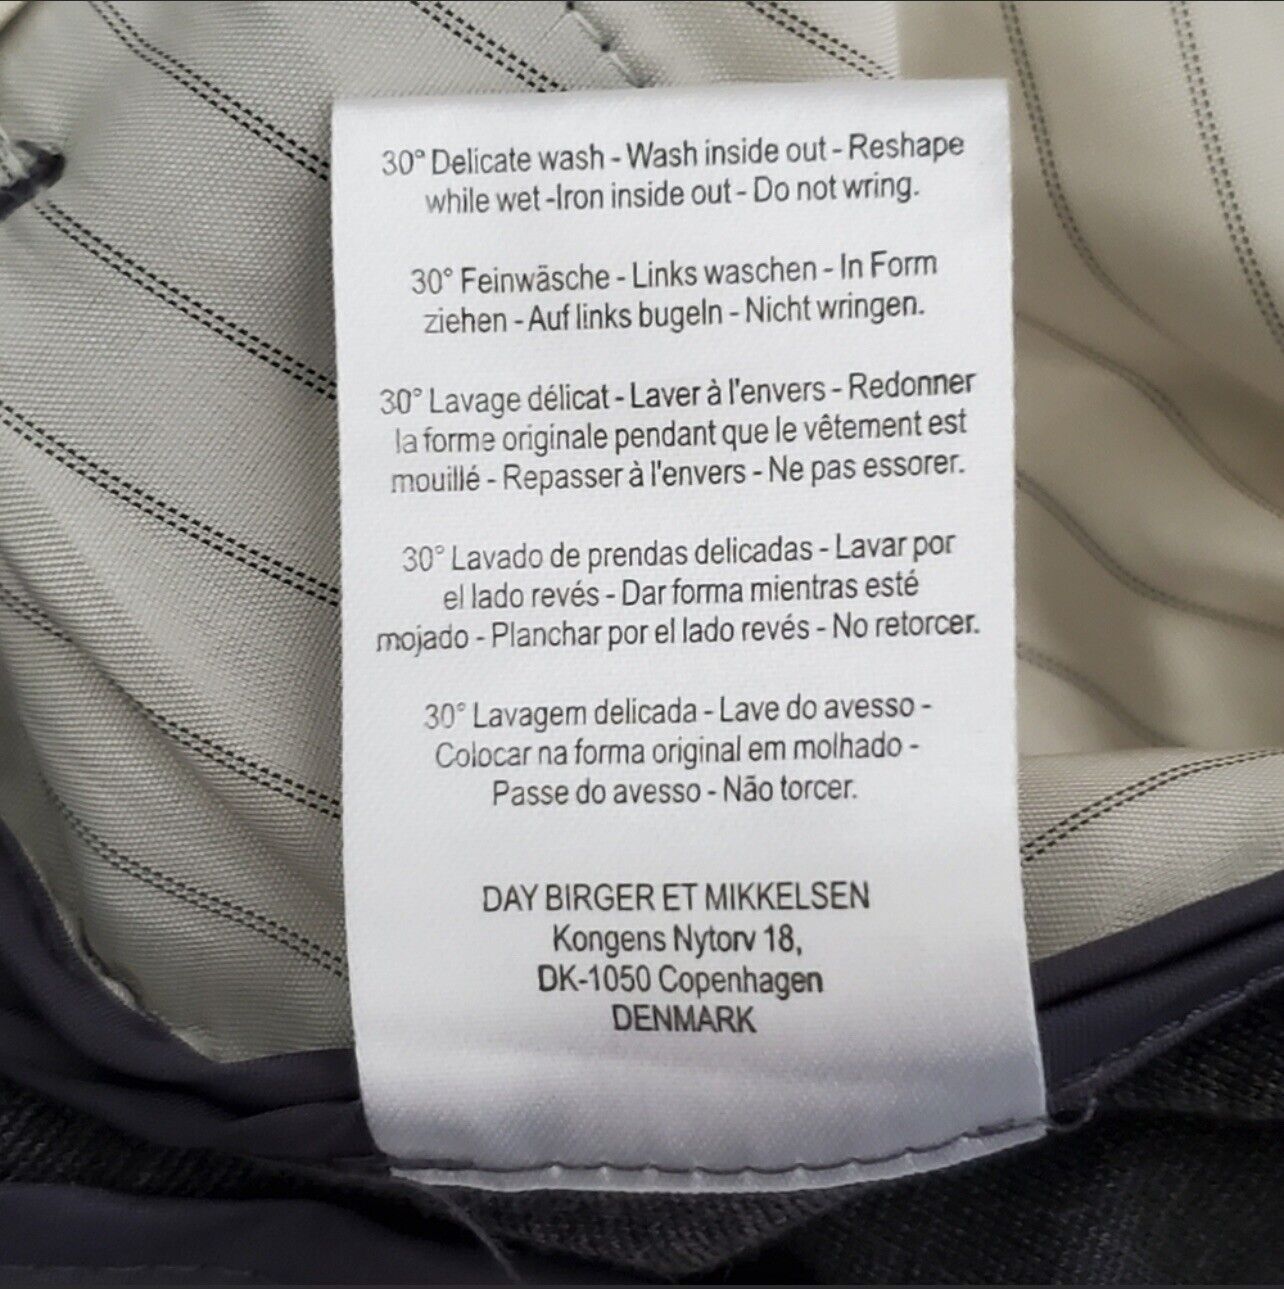 30° Delicate wash - Wash inside out - Reshape
while wet -Iron inside out - Do not wring.
30° Feinwäsche - Links waschen - In Form
ziehen - Auf links bugeln - Nicht wringen.
30° Lavage délicat - Laver à l'envers - Redonner
la forme originale pendant que le vêtement est
mouillé - Repasser à l'envers - Ne pas essorer.
30° Lavado de prendas delicadas - Lavar por
el lado revés - Dar forma mientras esté
mojado - Planchar por el lado revés - No retorcer.
30° Lavagem delicada - Lave do avesso -
Colocar na forma original em molhado -
Passe do avesso - Não torcer.
DAY BIRGER ET MIKKELSEN
Kongens Nytorv 18,
DK-1050 Copenhagen
DENMARK